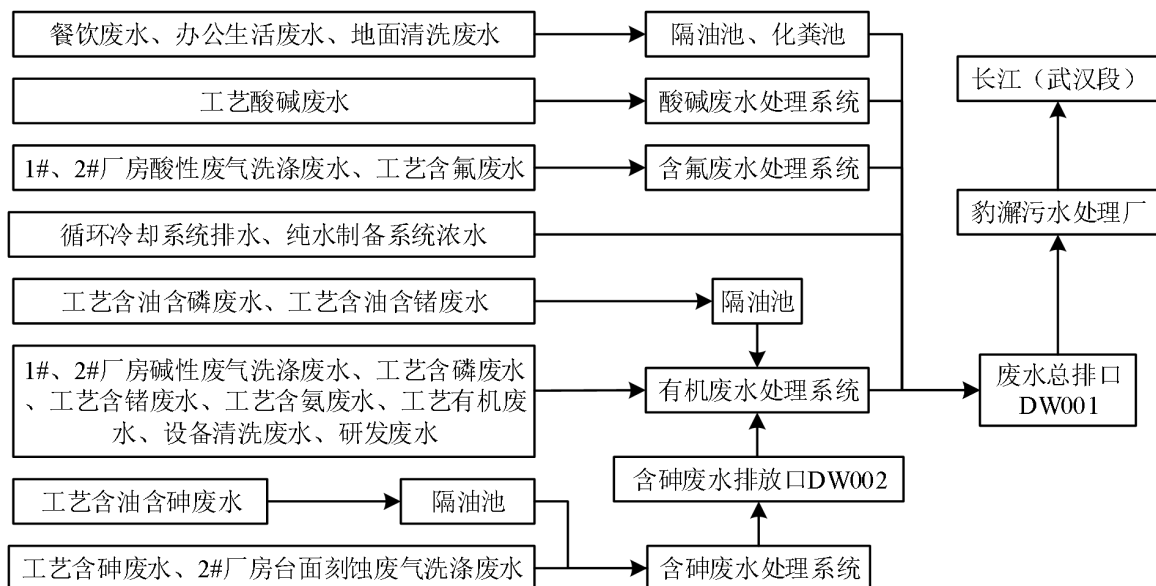 餐饮废水、办公生活废水、地面清洗废水
隔油池、化粪池
长江（武汉段）
工艺酸碱废水
酸碱废水处理系统
1#、2#厂房酸性废气洗涤废水、工艺含氟废水
含氟废水处理系统
豹澥污水处理厂
循环冷却系统排水、纯水制备系统浓水
工艺含油含磷废水、工艺含油含锗废水
隔油池
1#、2#厂房碱性废气洗涤废水、工艺含磷废水
、工艺含锗废水、工艺含氨废水、工艺有机废
水、设备清洗废水、研发废水
有机废水处理系统
废水总排口
DW001
含砷废水排放口DW002
工艺含油含砷废水
隔油池
工艺含砷废水、2#厂房台面刻蚀废气洗涤废水
含砷废水处理系统